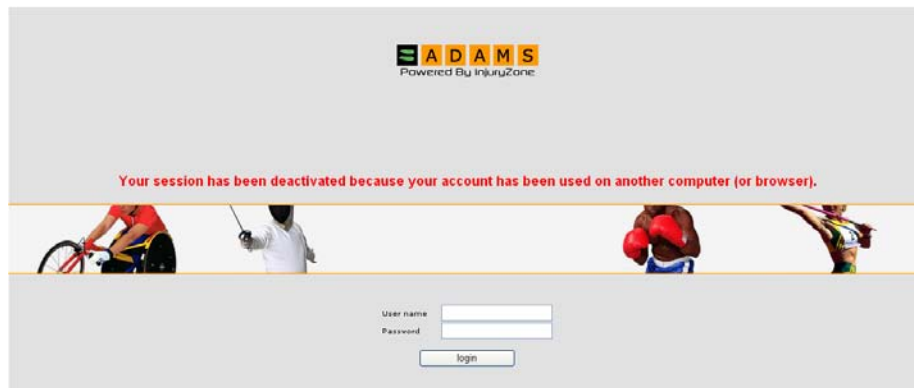 ADAMS
Powered By InjuryZone
Your session has been deactivated because your account has been used on another computer (or browser).
User name
Password
login